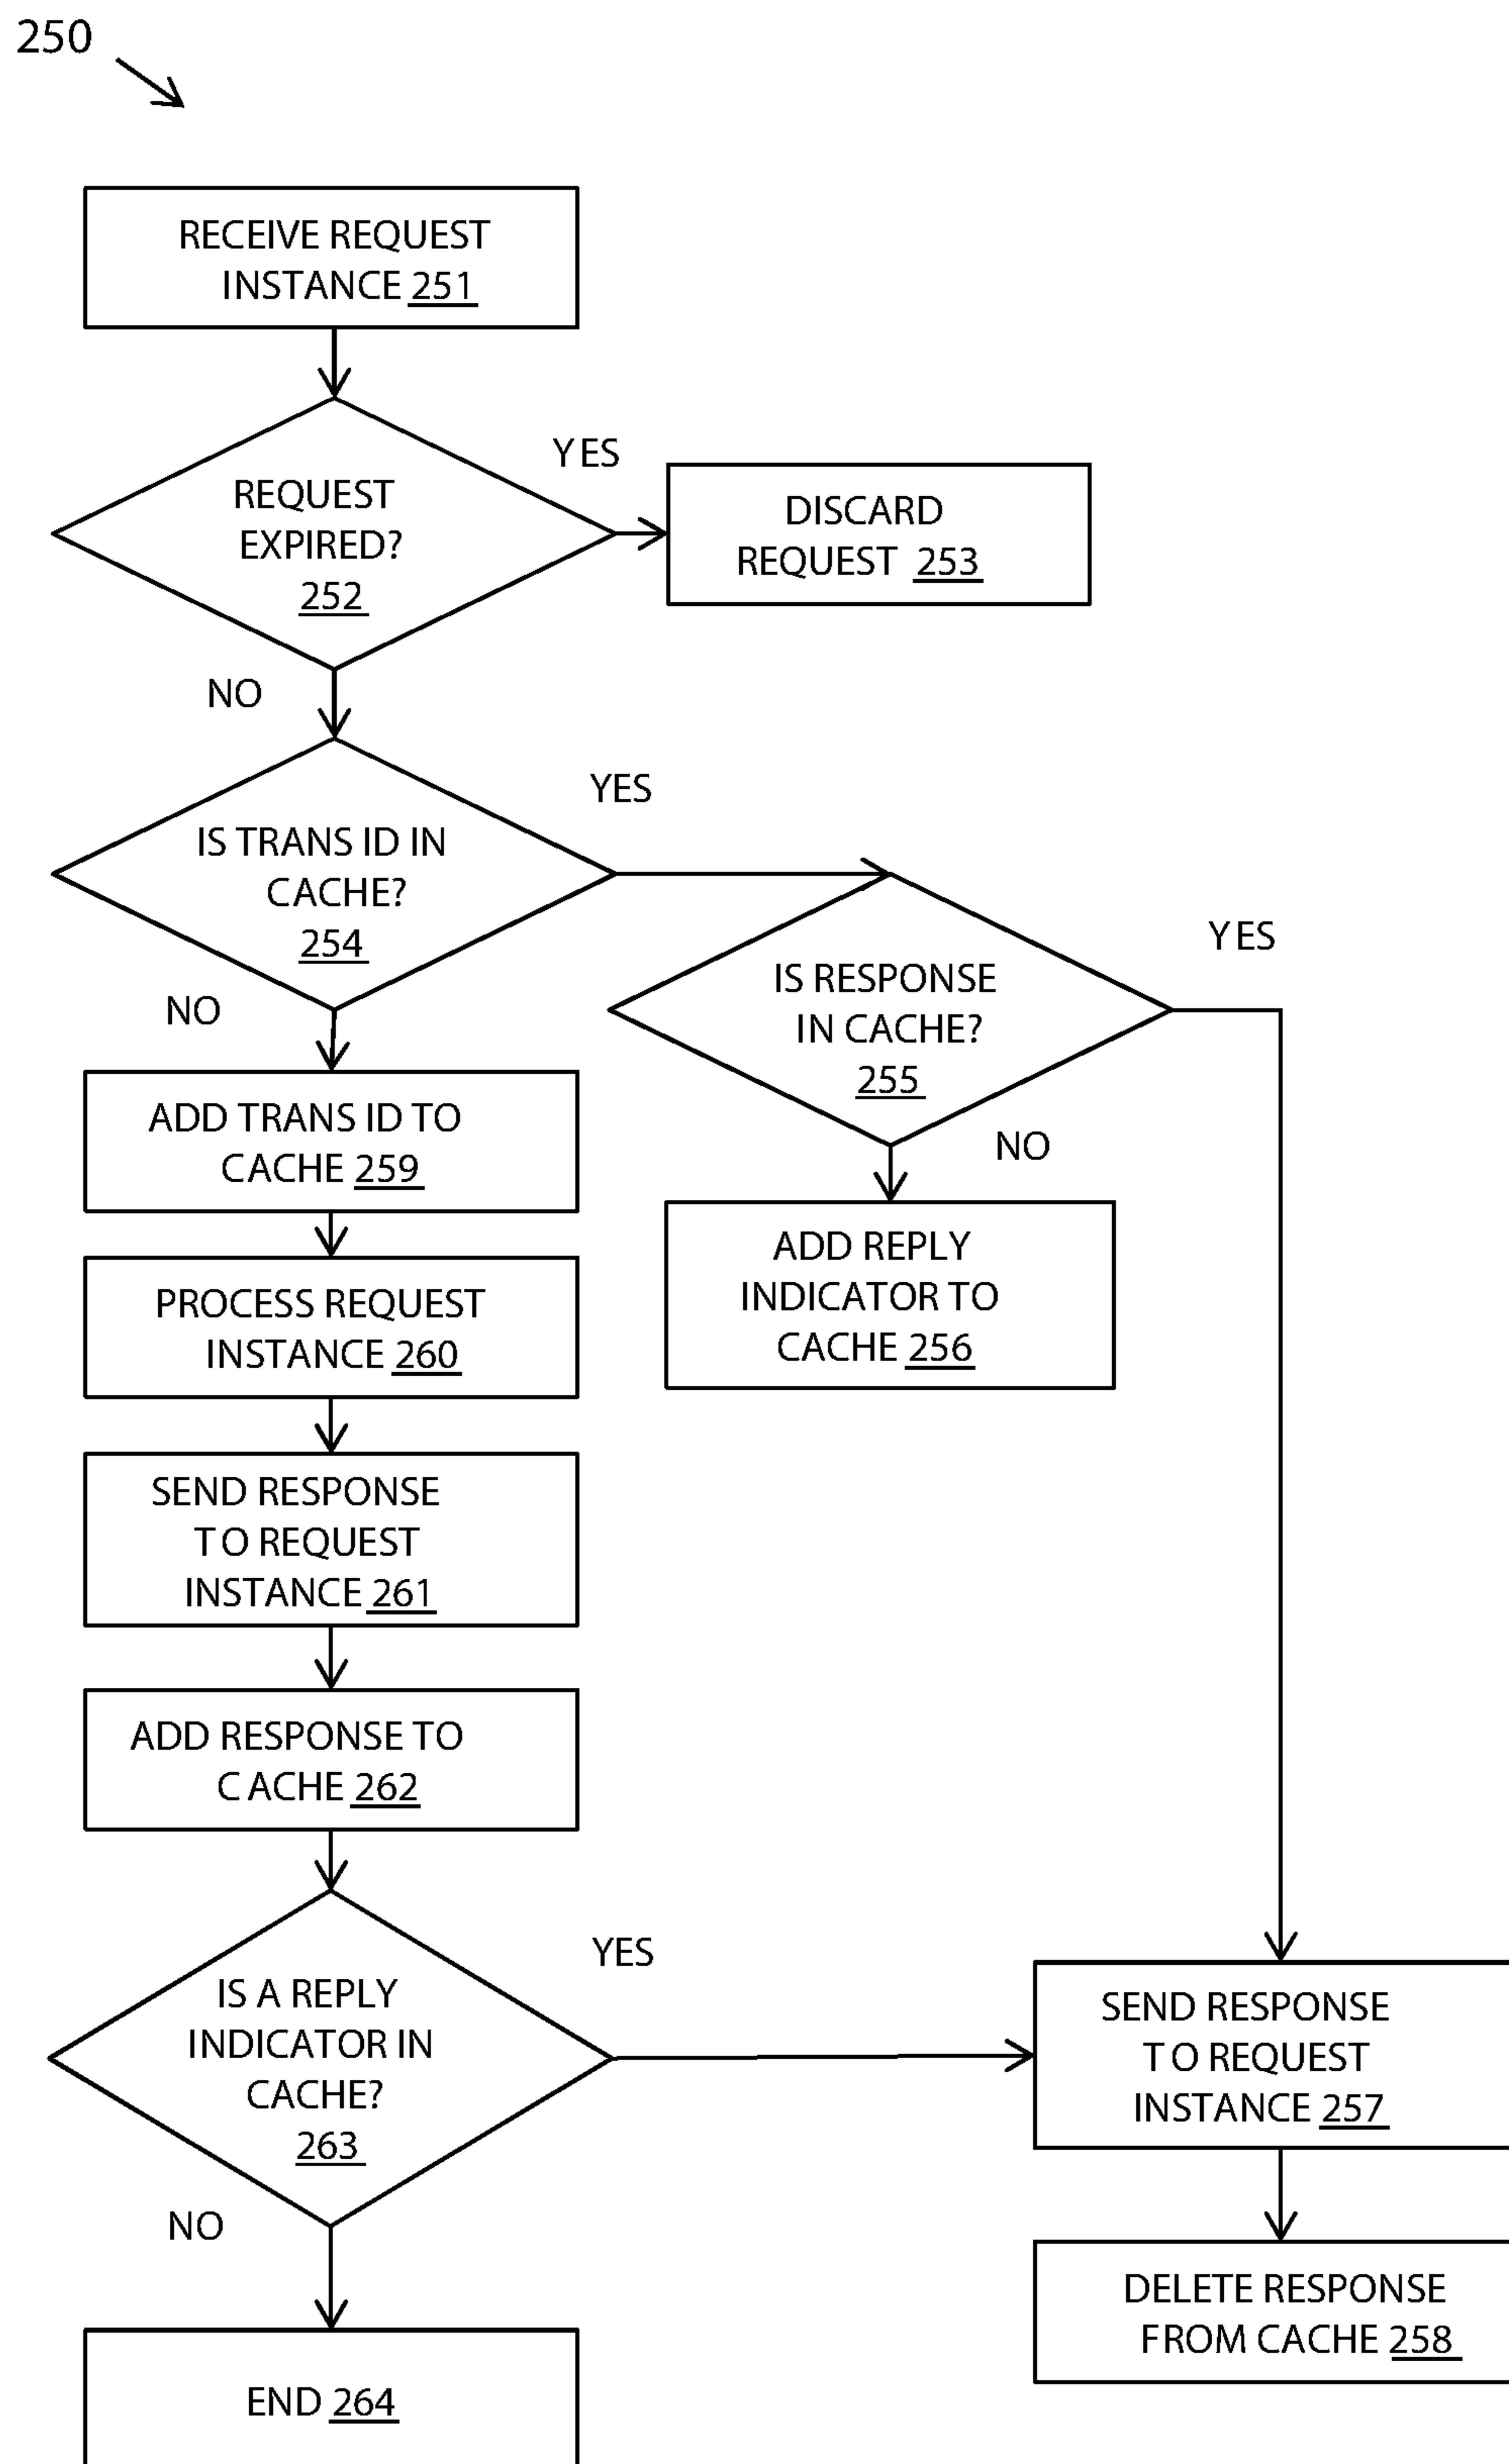 250
RECEIVE REQUEST
INSTANCE 251
REQUEST
EXPIRED?
252
YES
DISCARD
REQUEST 253
NO
IS TRANS ID IN
CACHE?
254
YES
IS RESPONSE
IN CACHE?
255
YES
NO
ADD TRANS ID TO
CACHE 259
NO
ADD REPLY
INDICATOR TO
CACHE 256
PROCESS REQUEST
INSTANCE 260
SEND RESPONSE
TO REQUEST
INSTANCE 261
ADD RESPONSE TO
CACHE 262
IS A REPLY
INDICATOR IN
CACHE?
263
YES
SEND RESPONSE
TO REQUEST
INSTANCE 257
NO
DELETE RESPONSE
FROM CACHE 258
END 264